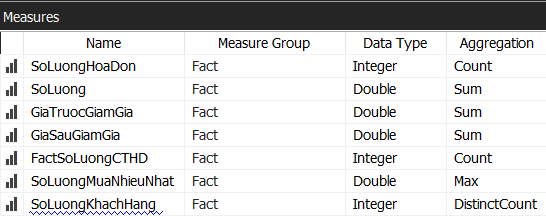 Measures
Name Measure Group Data Type Aggregation
SoLuongHoaDon Fact Integer Count
SoLuong Fact Double Sum
GiaTruocGiamGia Fact Double Sum
GiaSauGiamGia Fact Double Sum
FactSoLuongCTHD Fact Integer Count
SoLuongMuaNhieuNhat Fact Double Max
SoLuongKhachHang Fact Integer DistinctCount